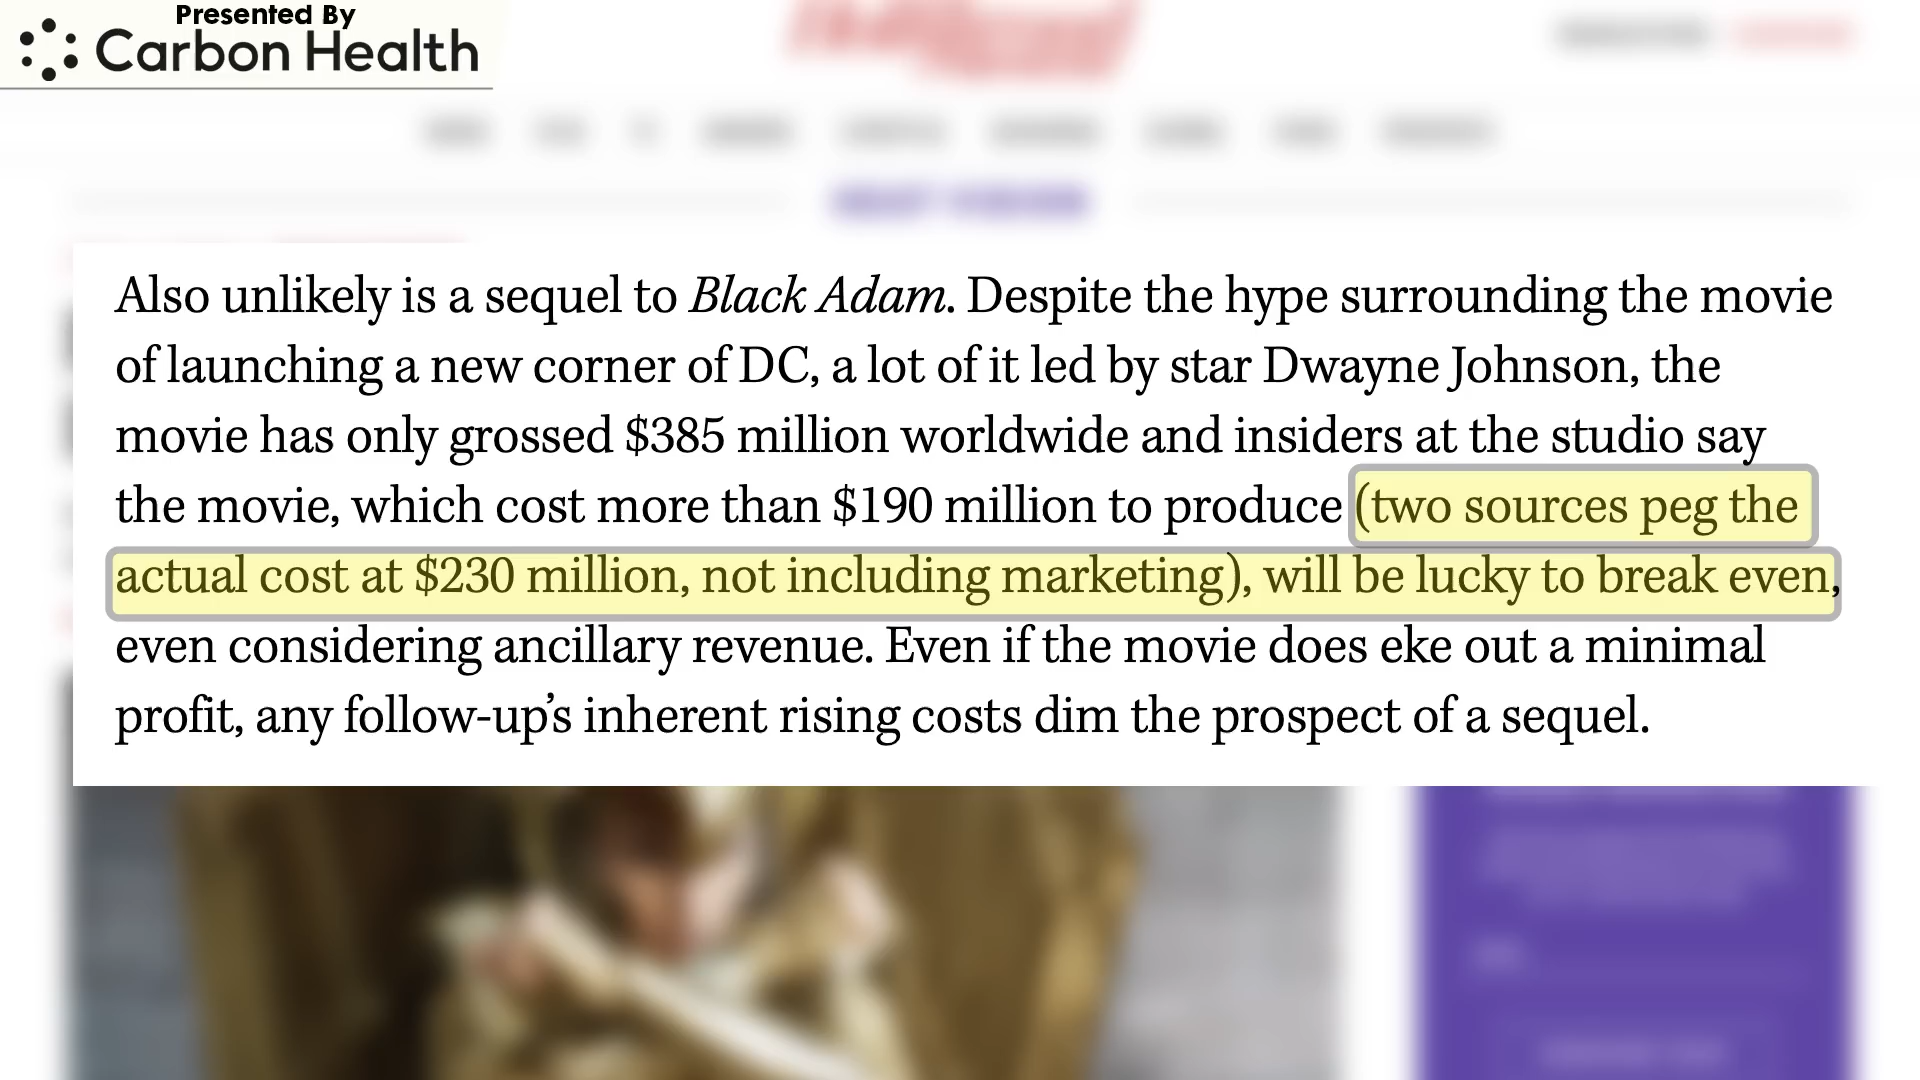 Presented By
Carbon Health
Also unlikely is a sequel to Black Adam. Despite the hype surrounding the movie
of launching a new corner of DC, a lot of it led by star Dwayne Johnson, the
movie has only grossed $385 million worldwide and insiders at the studio say
the movie, which cost more than $190 million to produce (two sources peg the
actual cost at $230 million, not including marketing), will be lucky to break even,
even considering ancillary revenue. Even if the movie does eke out a minimal
profit, any follow-up’s inherent rising costs dim the prospect of a sequel.